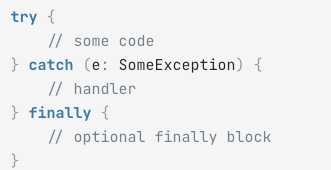 try {
    // some code
} catch (e: SomeException) {
    // handler
} finally {
    // optional finally block
}